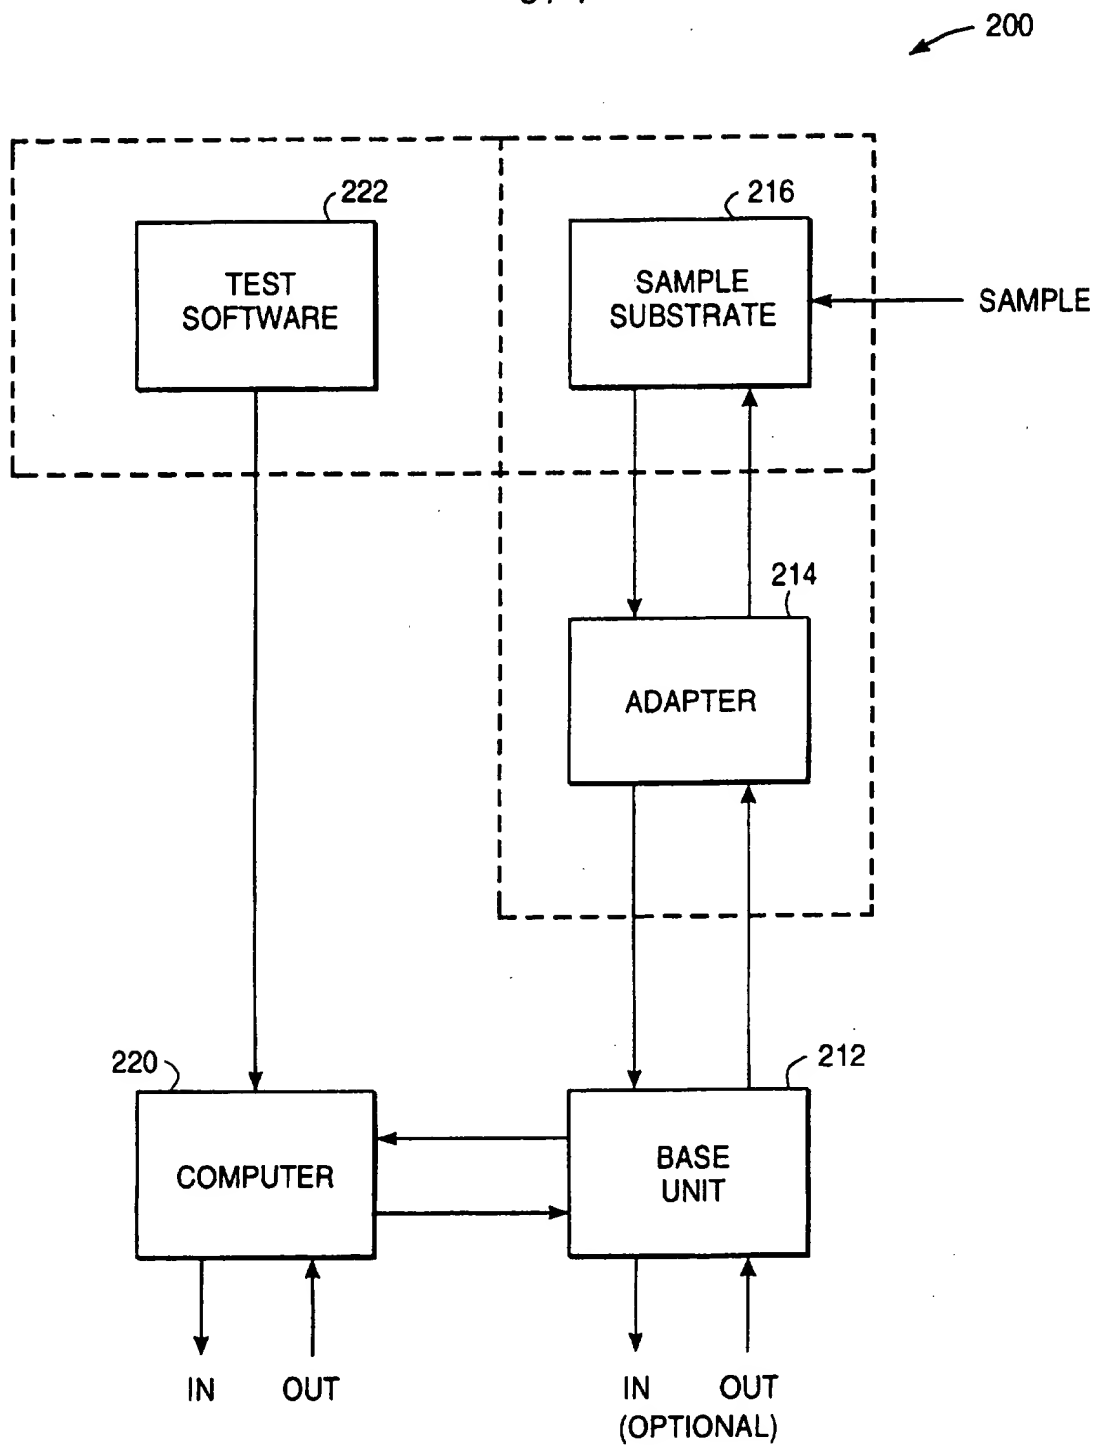 200
222
216
TEST
SOFTWARE
SAMPLE
SUBSTRATE
SAMPLE
214
ADAPTER
220
212
COMPUTER
BASE
UNIT
IN OUT
IN OUT
(OPTIONAL)